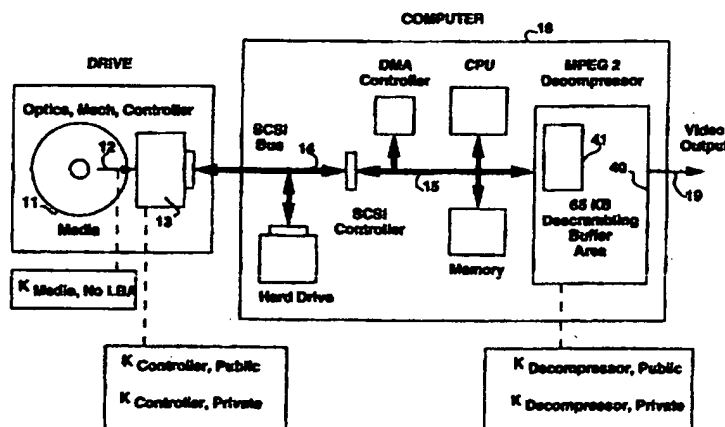 COMPUTER
16
DRIVE
DMA
Controller
CPU
MPEG 2
Decompressor
Optics, Mech, Controller
SCSI
Bus
14
12
41
Video
Output
40
11
13
15
19
Media
SCSI
Controller
65 KB
Descrambling
Buffer
Area
Memory
Hard Drive
K Media, No LBA
K Controller, Public
K Controller, Private
K Decompressor, Public
K Decompressor, Private